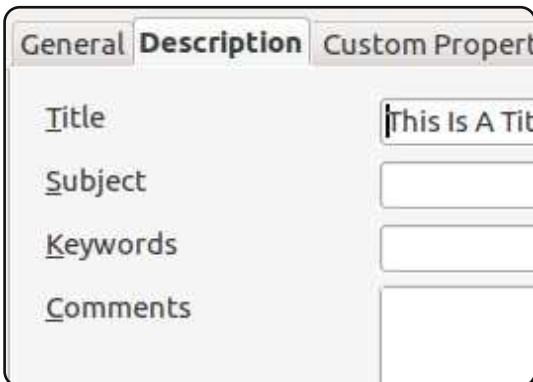 General Description Custom Propert
Title This Is A Tit
Subject
Keywords
Comments